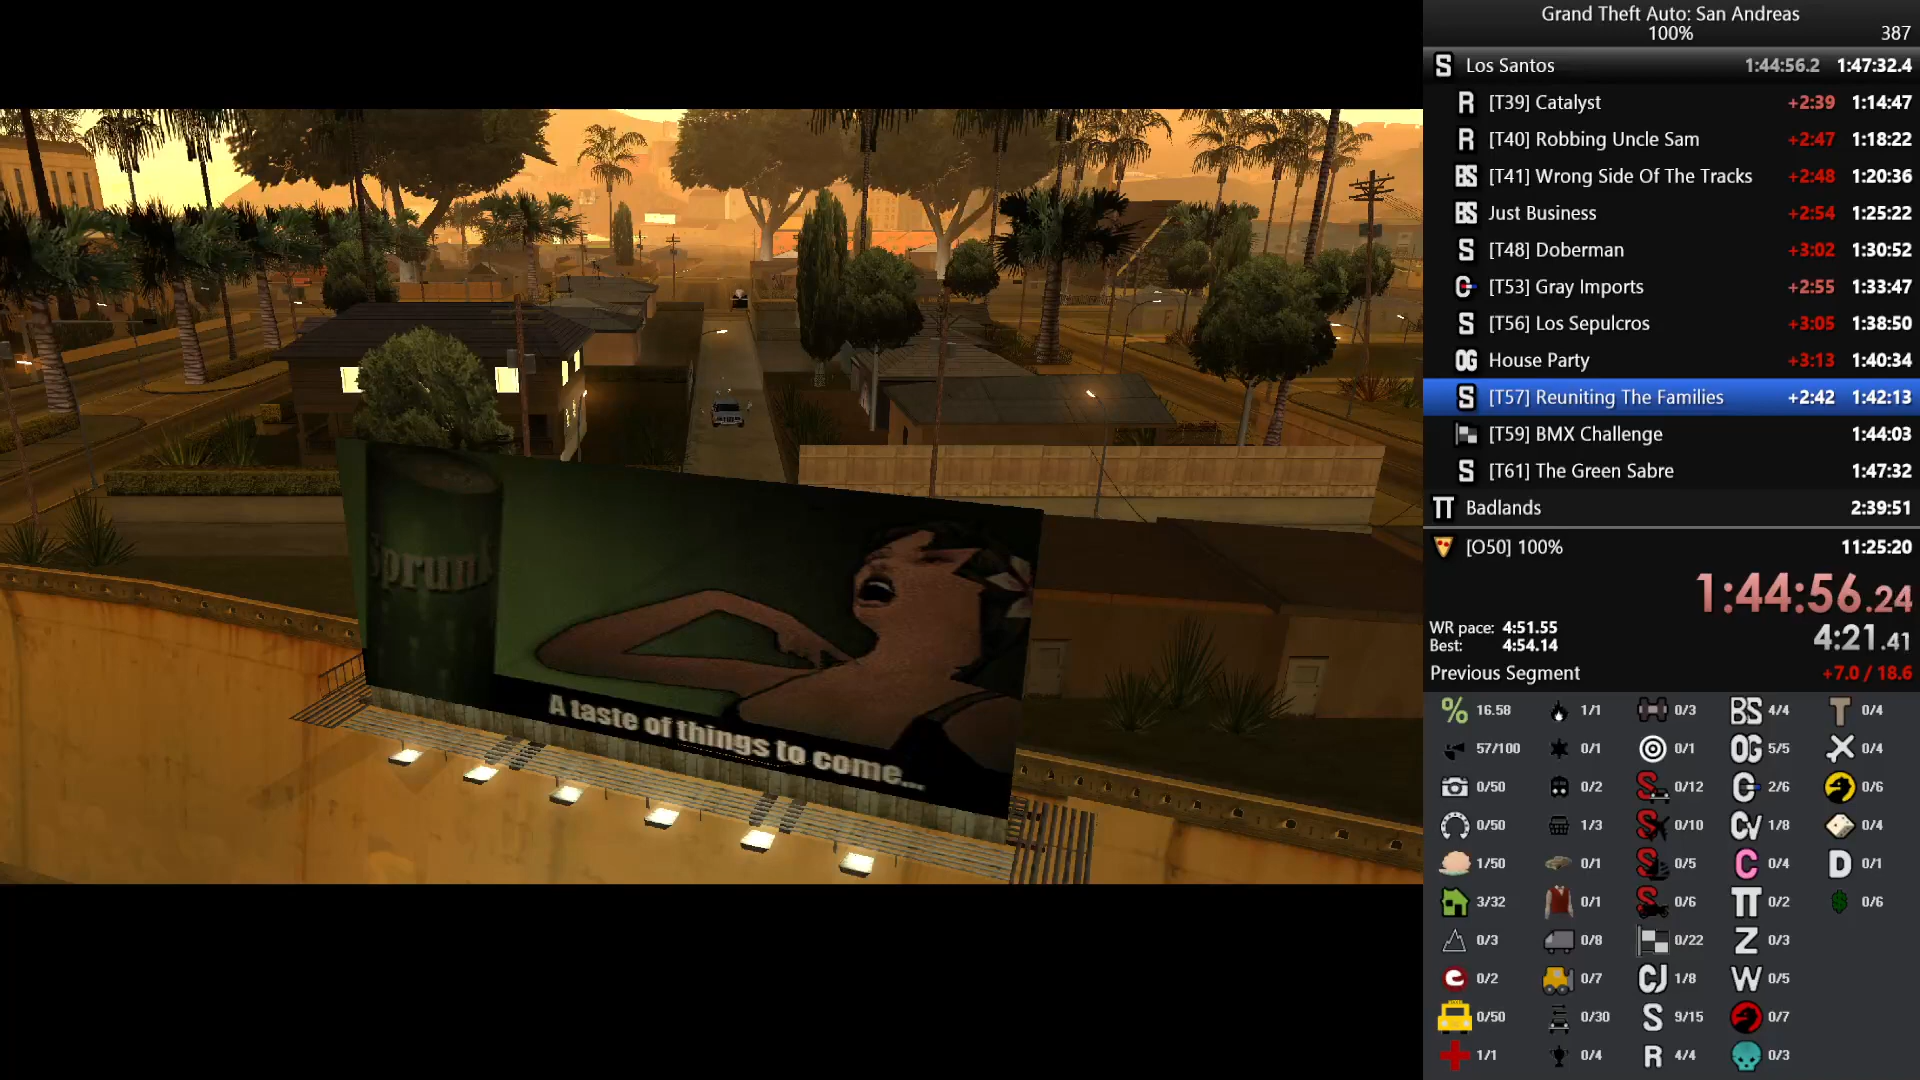 Grand Theft Auto: San Andreas
100% 387
Los Santos 1:44:56.2 1:47:32.4
[T39] Catalyst +2:39 1:14:47
[T40] Robbing Uncle Sam +2:47 1:18:22
[T41] Wrong Side Of The Tracks +2:48 1:20:36
Just Business +2:54 1:25:22
[T48] Doberman +3:02 1:30:52
[T53] Gray Imports +2:55 1:33:47
[T56] Los Sepulcros +3:05 1:38:50
House Party +3:13 1:40:34
[T57] Reuniting The Families +2:42 1:42:13
[T59] BMX Challenge 1:44:03
[T61] The Green Sabre 1:47:32
Badlands 2:39:51
[O50] 100% 11:25:20
1:44:56.24
WR pace: 4:51.55
Best: 4:54.14
4:21.41
Previous Segment +7.0 / 18.6
% 16.58 1/1 0/3 BS 4/4 T 0/4
57/100 0/1 0/1 OG 5/5 0/4
0/50 0/2 S 0/12 C 2/6 0/6
0/50 1/3 S 0/10 CV 1/8 0/4
1/50 0/1 S 0/5 C 0/4 D 0/1
3/32 0/1 S 0/6 TT 0/2 $ 0/6
0/3 0/8 0/22 Z 0/3
e 0/2 0/7 CJ 1/8 W 0/5
0/50 0/30 S 9/15 0/7
1/1 0/4 R 4/4 0/3
Sprunk
A taste of things to come...